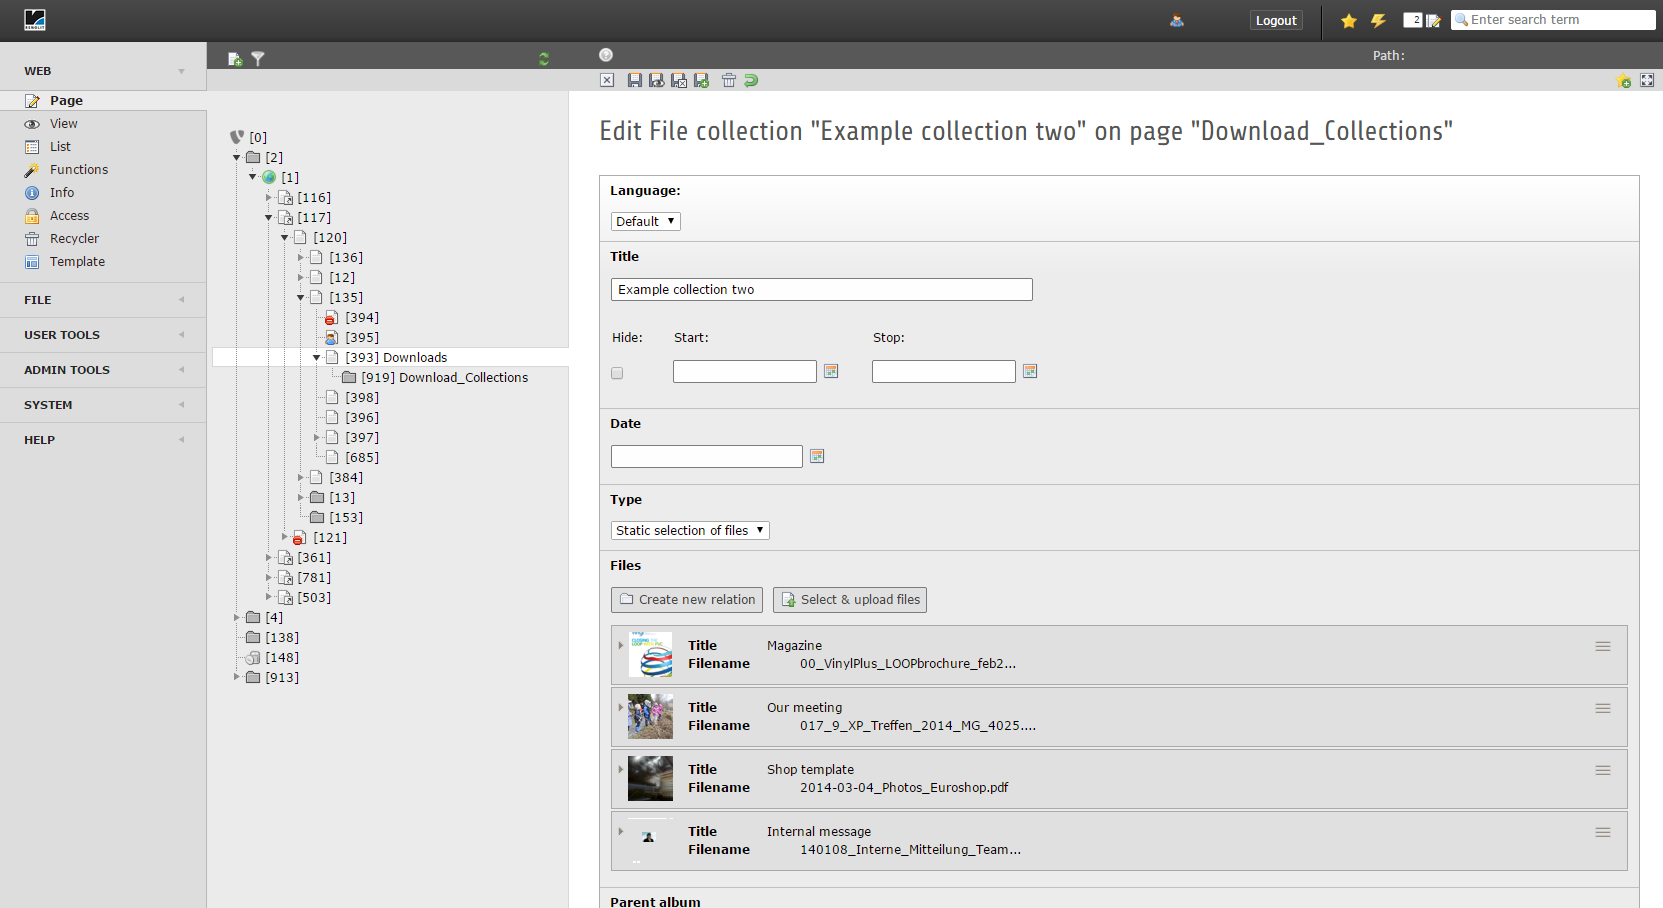 Logout
2
Enter search term
Path:
WEB
Page
View
List
Functions
Info
Access
Recycler
Template
FILE
USER TOOLS
ADMIN TOOLS
SYSTEM
HELP
[0]
[2]
[1]
[116]
[117]
[120]
[136]
[12]
[135]
[394]
[395]
[393] Downloads
[919] Download_Collections
[398]
[396]
[397]
[685]
[384]
[13]
[153]
[121]
[361]
[781]
[503]
[4]
[138]
[148]
[913]
Edit File collection "Example collection two" on page "Download_Collections"
Language:
Default
Title
Example collection two
Hide: Start: Stop:
Date
Type
Static selection of files
Files
Create new relation Select & upload files
CLOSING THE
LOOP WITH PVC
Title Magazine
Filename 00_VinylPlus_LOOPbrochure_feb2...
Title Our meeting
Filename 017_9_XP_Treffen_2014_MG_4025....
Title Shop template
Filename 2014-03-04_Photos_Euroshop.pdf
Title Internal message
Filename 140108_Interne_Mitteilung_Team...
Parent album